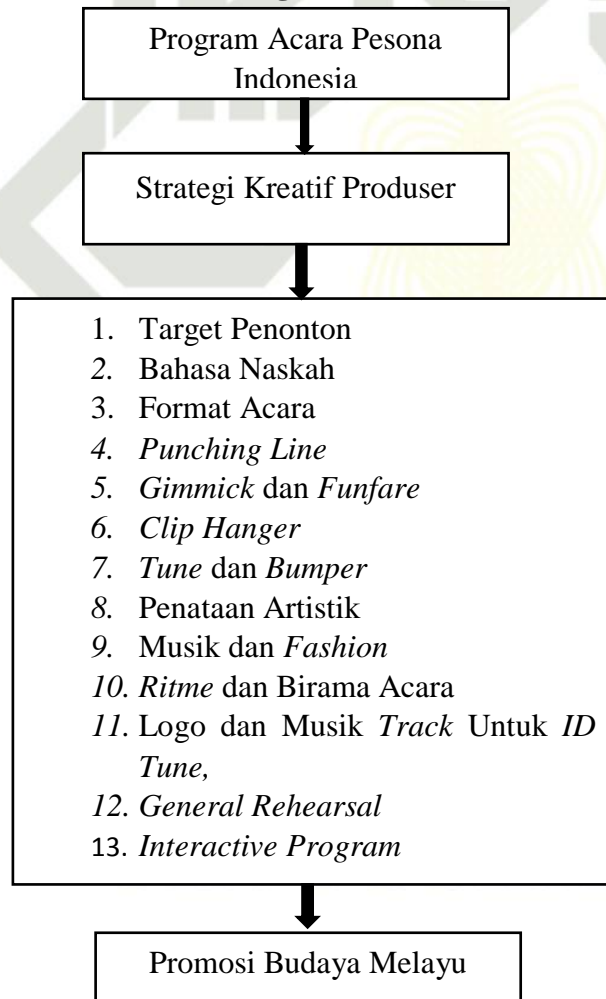 Program Acara Pesona
Indonesia
Strategi Kreatif Produser
1. Target Penonton
2. Bahasa Naskah
3. Format Acara
4. Punching Line
5. Gimmick dan Funfare
6. Clip Hanger
7. Tune dan Bumper
8. Penataan Artistik
9. Musik dan Fashion
10. Ritme dan Birama Acara
11. Logo dan Musik Track Untuk ID
Tune,
12. General Rehearsal
13. Interactive Program
Promosi Budaya Melayu